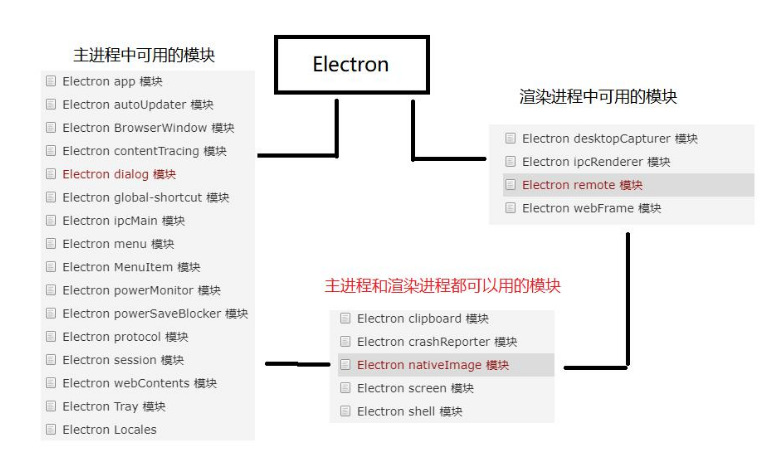 主进程中可用的模块
Electron app 模块
Electron autoUpdater 模块
Electron BrowserWindow 模块
Electron contentTracing 模块
Electron dialog 模块
Electron global-shortcut 模块
Electron ipcMain 模块
Electron menu 模块
Electron MenuItem 模块
Electron powerMonitor 模块
Electron powerSaveBlocker 模块
Electron protocol 模块
Electron session 模块
Electron webContents 模块
Electron Tray 模块
Electron Locales
Electron
渲染进程中可用的模块
Electron desktopCapturer 模块
Electron ipcRenderer 模块
Electron remote 模块
Electron webFrame 模块
主进程和渲染进程都可以用的模块
Electron clipboard 模块
Electron crashReporter 模块
Electron nativeImage 模块
Electron screen 模块
Electron shell 模块